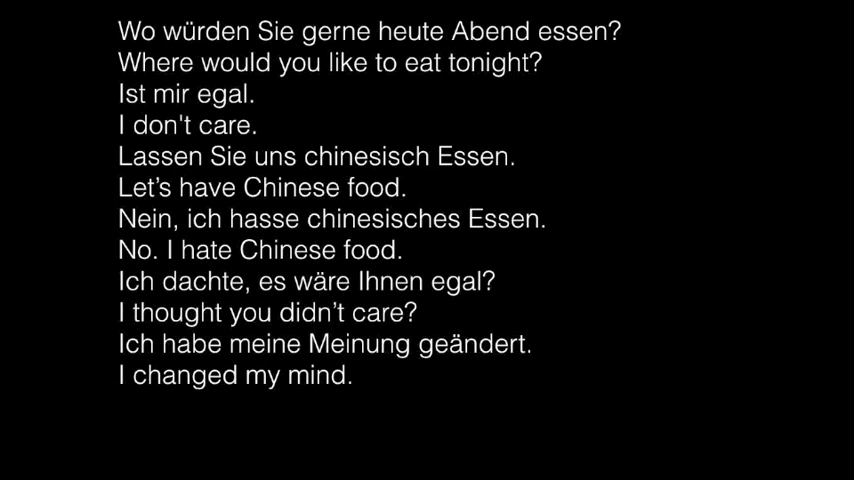 Wo würden Sie gerne heute Abend essen?
Where would you like to eat tonight?
Ist mir egal.
I don't care.
Lassen Sie uns chinesisch Essen.
Let’s have Chinese food.
Nein, ich hasse chinesisches Essen.
No. I hate Chinese food.
Ich dachte, es wäre Ihnen egal?
I thought you didn’t care?
Ich habe meine Meinung geändert.
I changed my mind.